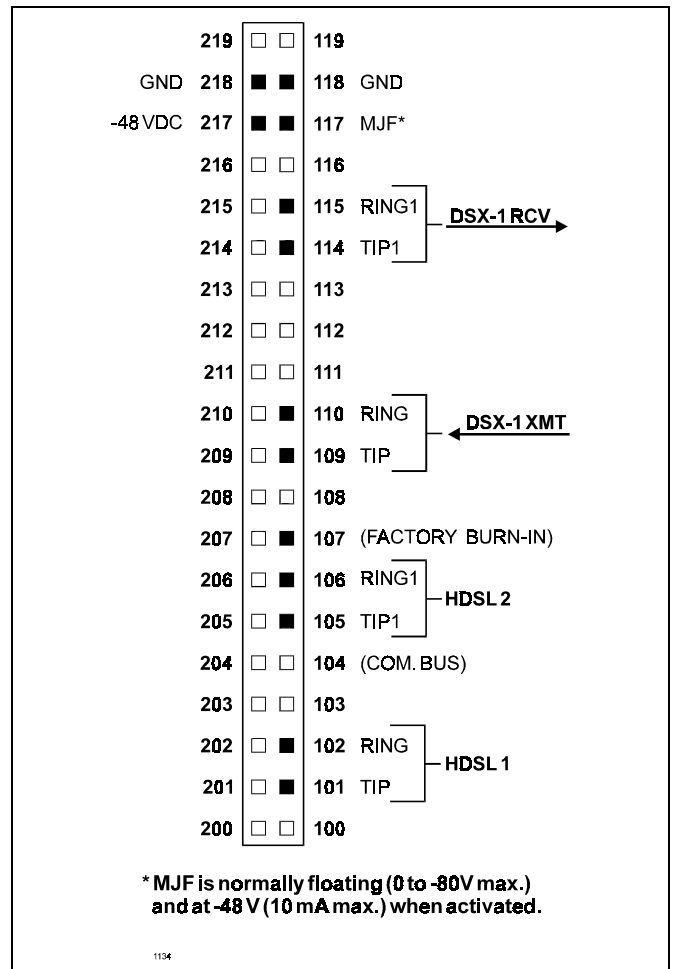 219 119
GND 218 118 GND
-48 VDC 217 117 MJF*
216 116
215 115 RING1
DSX-1 RCV
214 114 TIP1
213 113
212 112
211 111
210 110 RING
DSX-1 XMT
209 109 TIP
208 108
207 107 (FACTORY BURN-IN)
206 106 RING1
HDSL 2
205 105 TIP1
204 104 (COM. BUS)
203 103
202 102 RING
HDSL 1
201 101 TIP
200 100
* MJF is normally floating (0 to -80V max.)
and at -48 V (10 mA max.) when activated.
1134